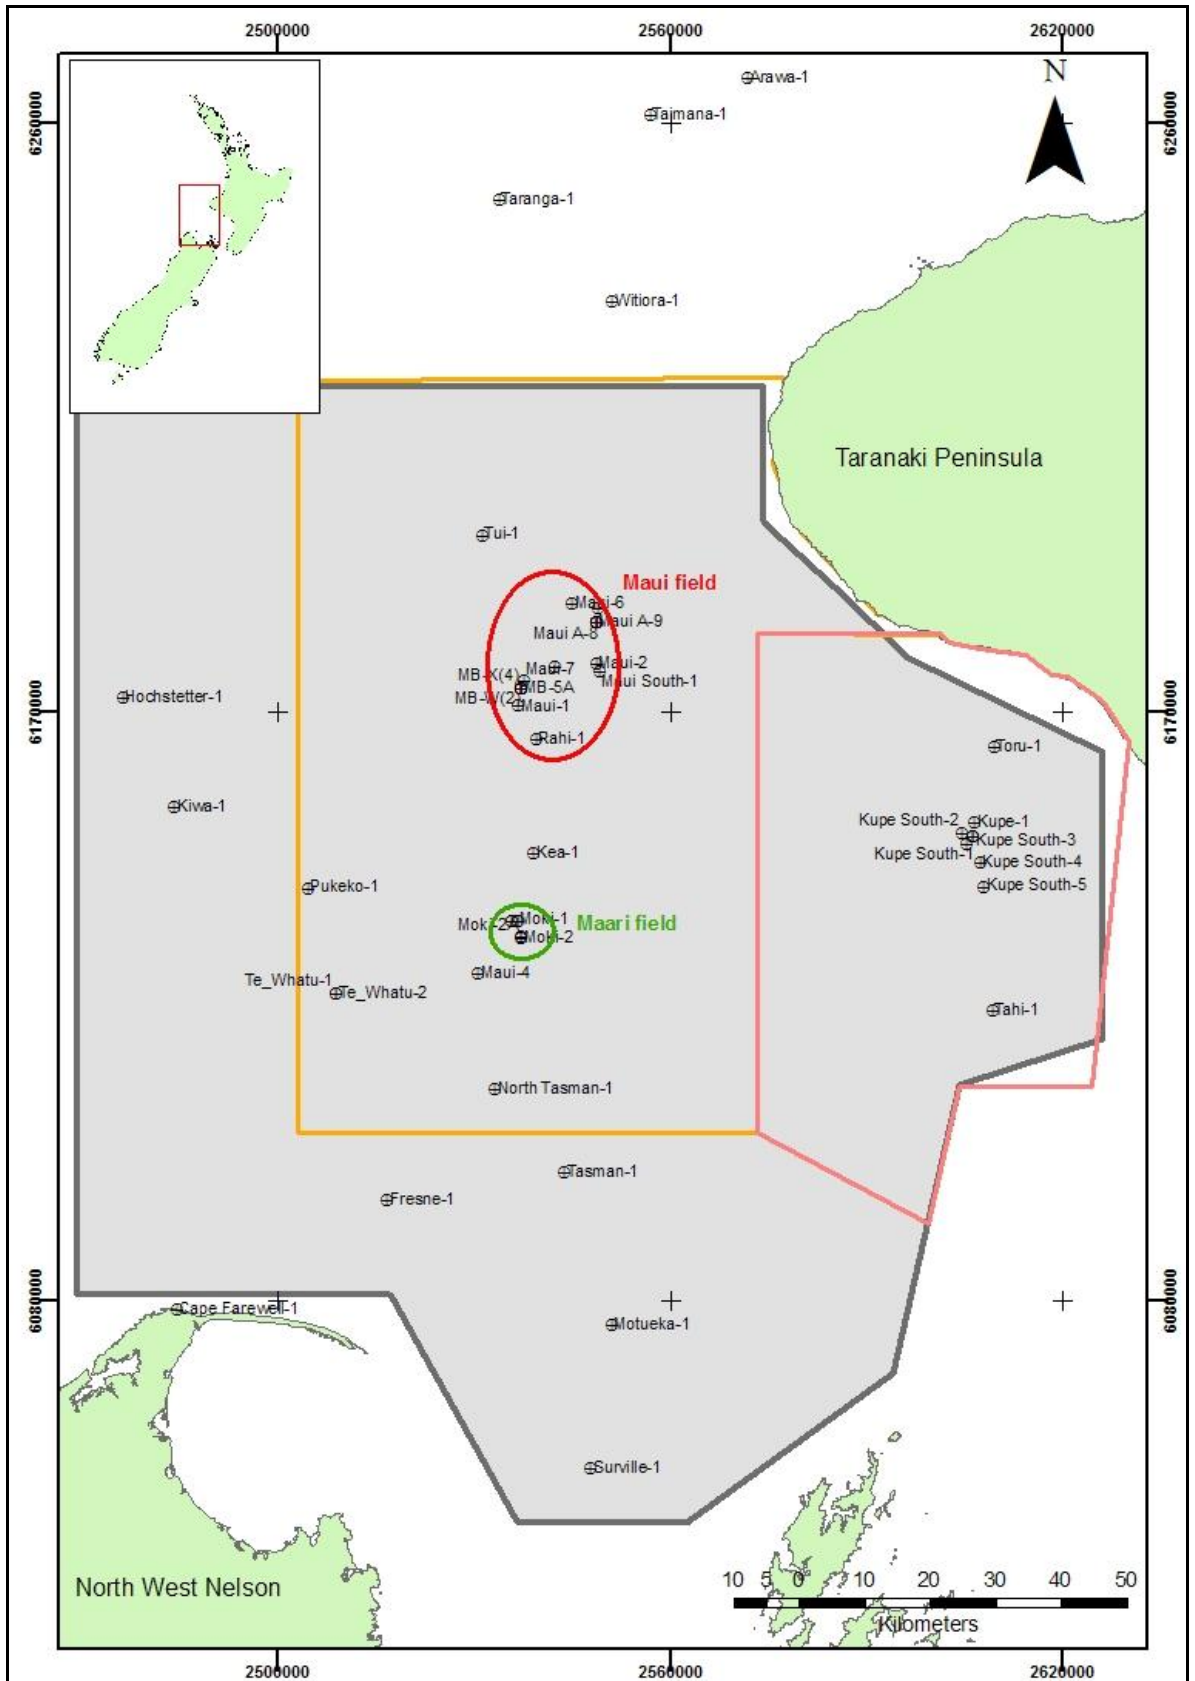 2500000
2560000
2620000
N
Arawa-1
Taimana-1
6260000
6260000
Taranga-1
Witiora-1
Taranaki Peninsula
Tui-1
Maui field
Maui-6
Maui A-9
Maui A-8
Maui-2
Maui-7
MB-X(4)
Maui South-1
MB-5A
MB-W(2)
Maui-1
Hochstetter-1
6170000
6170000
Rahi-1
Toru-1
Kiwa-1
Kupe South-2
Kupe-1
Kupe South-3
Kupe South-1
Kupe South-4
Kea-1
Pukeko-1
Kupe South-5
Moki-1
Moki-2A
Maari field
Moki-2
Maui-4
Te_Whatu-1
Te_Whatu-2
Tahi-1
North Tasman-1
Tasman-1
Fresne-1
6080000
6080000
Cape Farewell-1
Motueka-1
Surville-1
North West Nelson
10 5 0 10 20 30 40 50
Kilometers
2500000
2560000
2620000